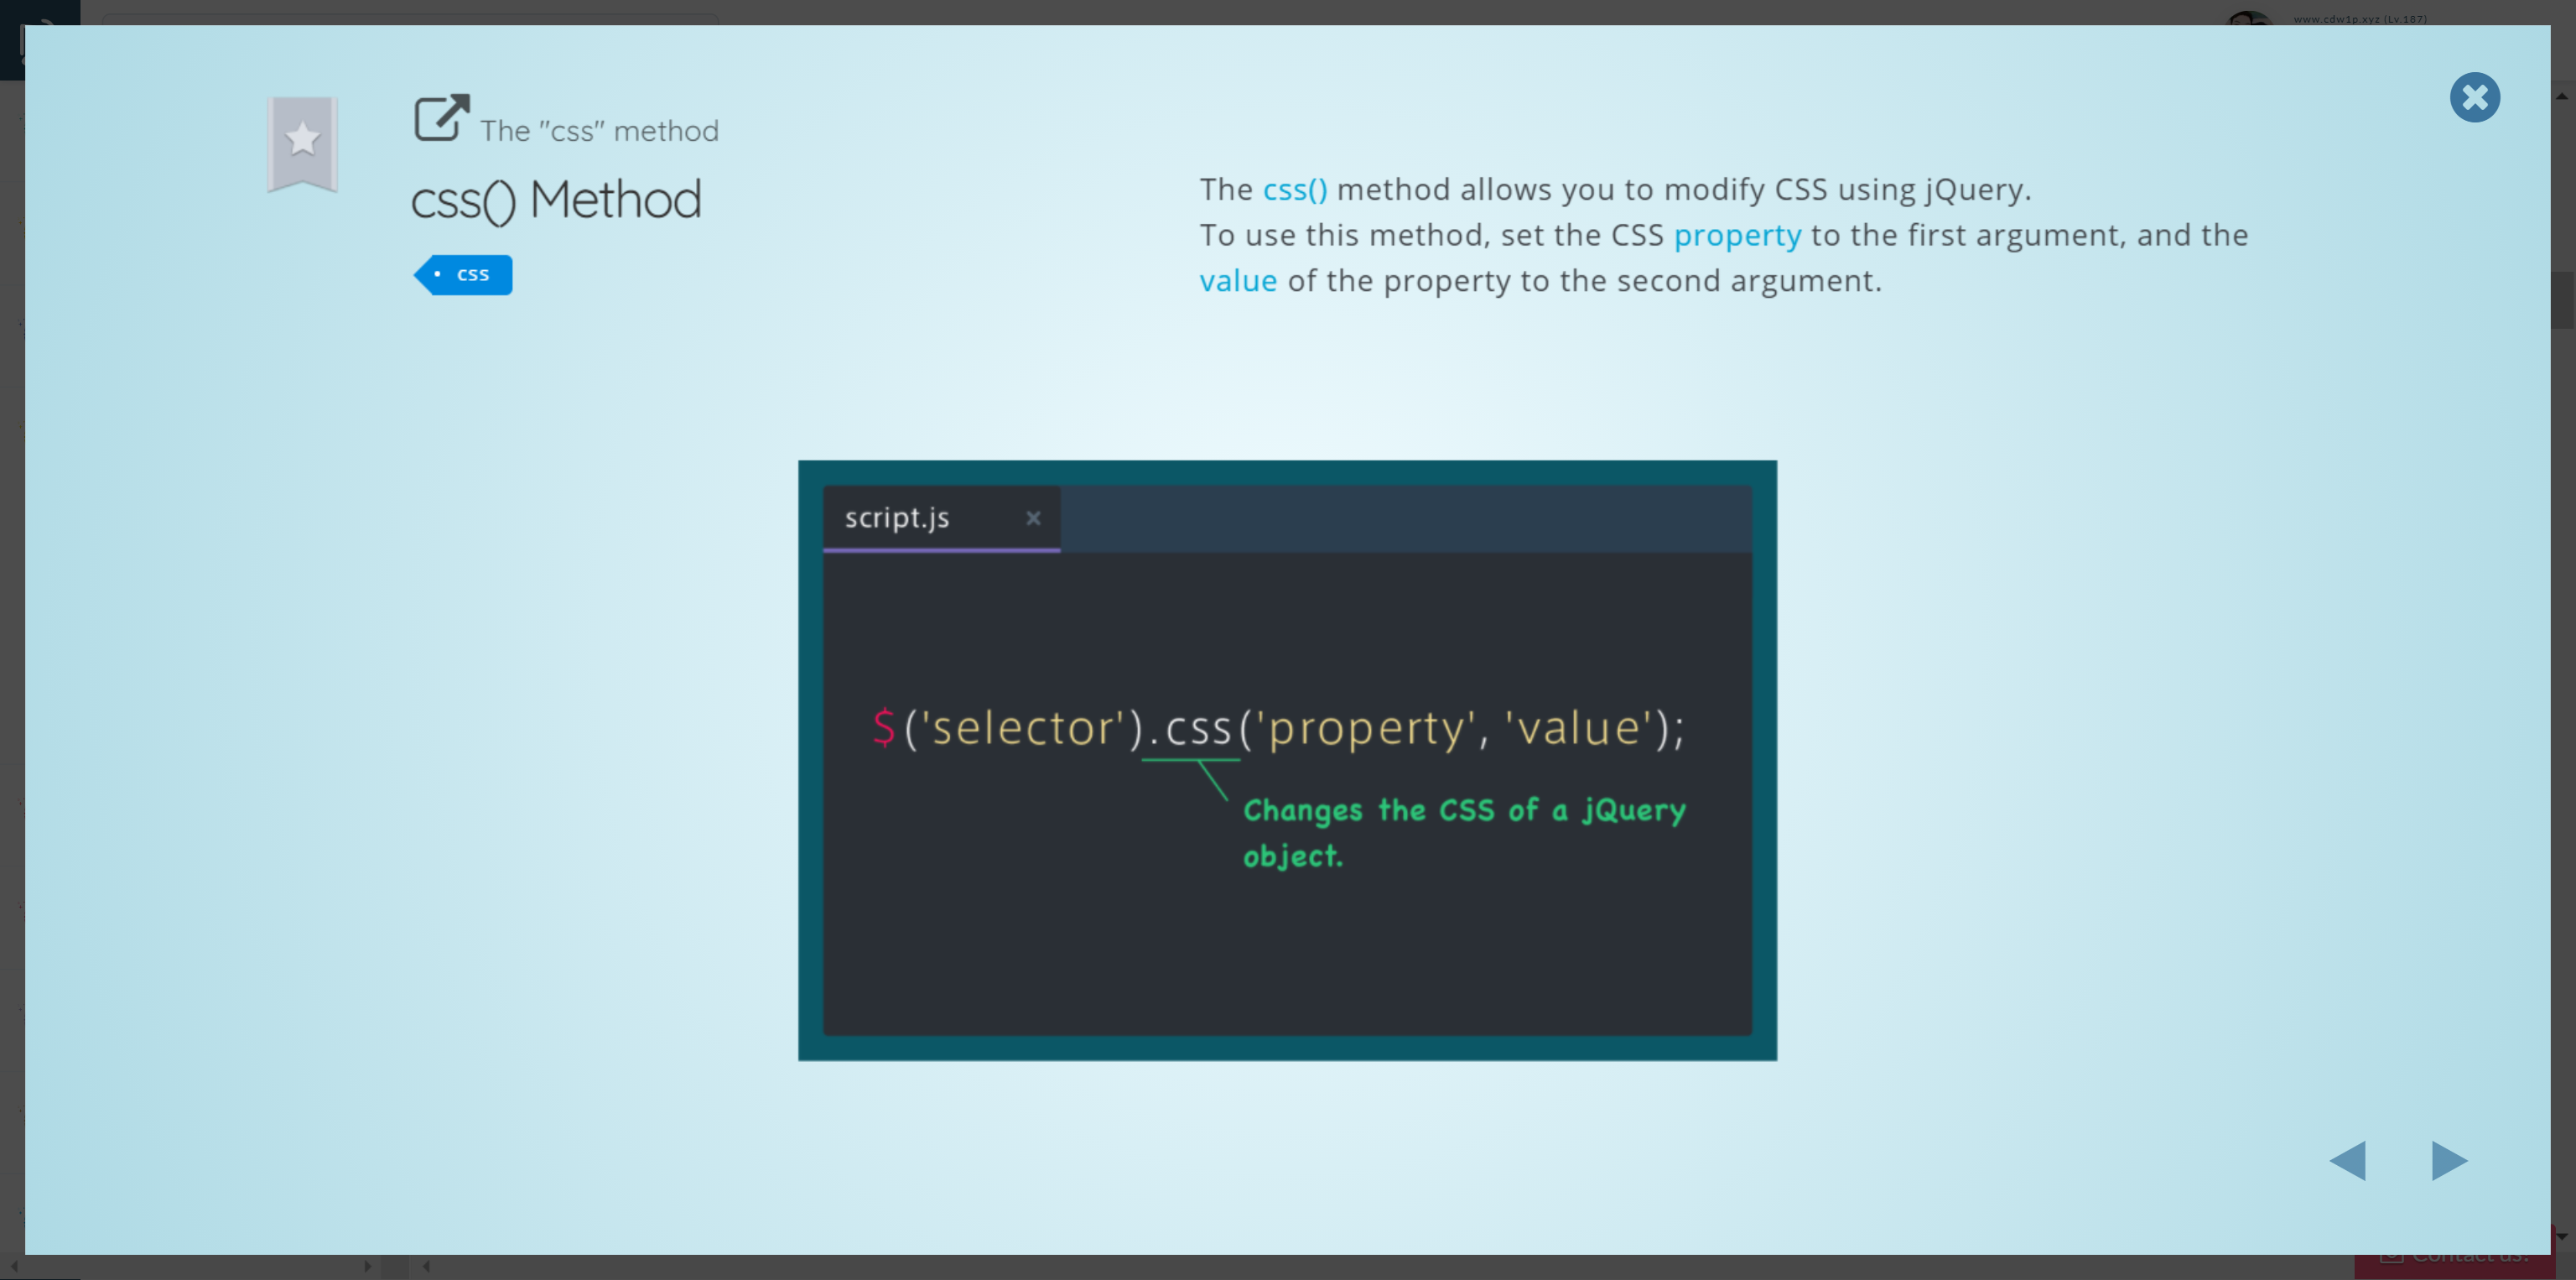 www.cdw1p.xyz (Lv.187)
The "css" method
css() Method
css
The css() method allows you to modify CSS using jQuery.
To use this method, set the CSS property to the first argument, and the
value of the property to the second argument.
script.js
$('selector').css('property', 'value');
Changes the CSS of a jQuery
object.
Contact us!